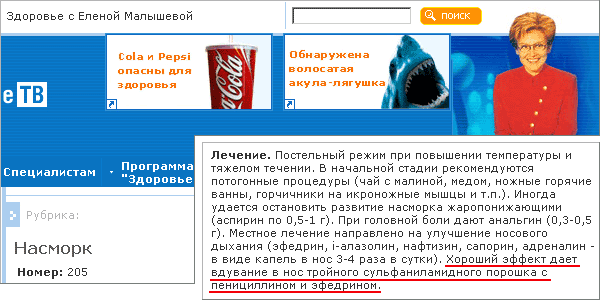 Здоровье с Еленой Малышевой
поиск
Cola и Pepsi
опасны для
здоровья
Coca-Cola
Обнаружена
волосатая
акула-лягушка
е ТВ
Специалистам
Программа
"Здоровье
Рубрика:
Насморк
Номер: 205
Лечение. Постельный режим при повышении температуры и
тяжелом течении. В начальной стадии рекомендуются
потогонные процедуры (чай с малиной, медом, ножные горячие
ванны, горчичники на икроножные мышцы и т.п.). Иногда
удается остановить развитие насморка жаропонижающими
(аспирин по 0,5-1 г). При головной боли дают анальгин (0,3-0,5
г). Местное лечение направлено на улучшение носового
дыхания (эфедрин, i-алазолин, нафтизин, сапорин, адреналин -
в виде капель в нос 3-4 раза в сутки). Хороший эффект дает
вдувание в нос тройного сульфаниламидного порошка с
пенициллином и эфедрином.